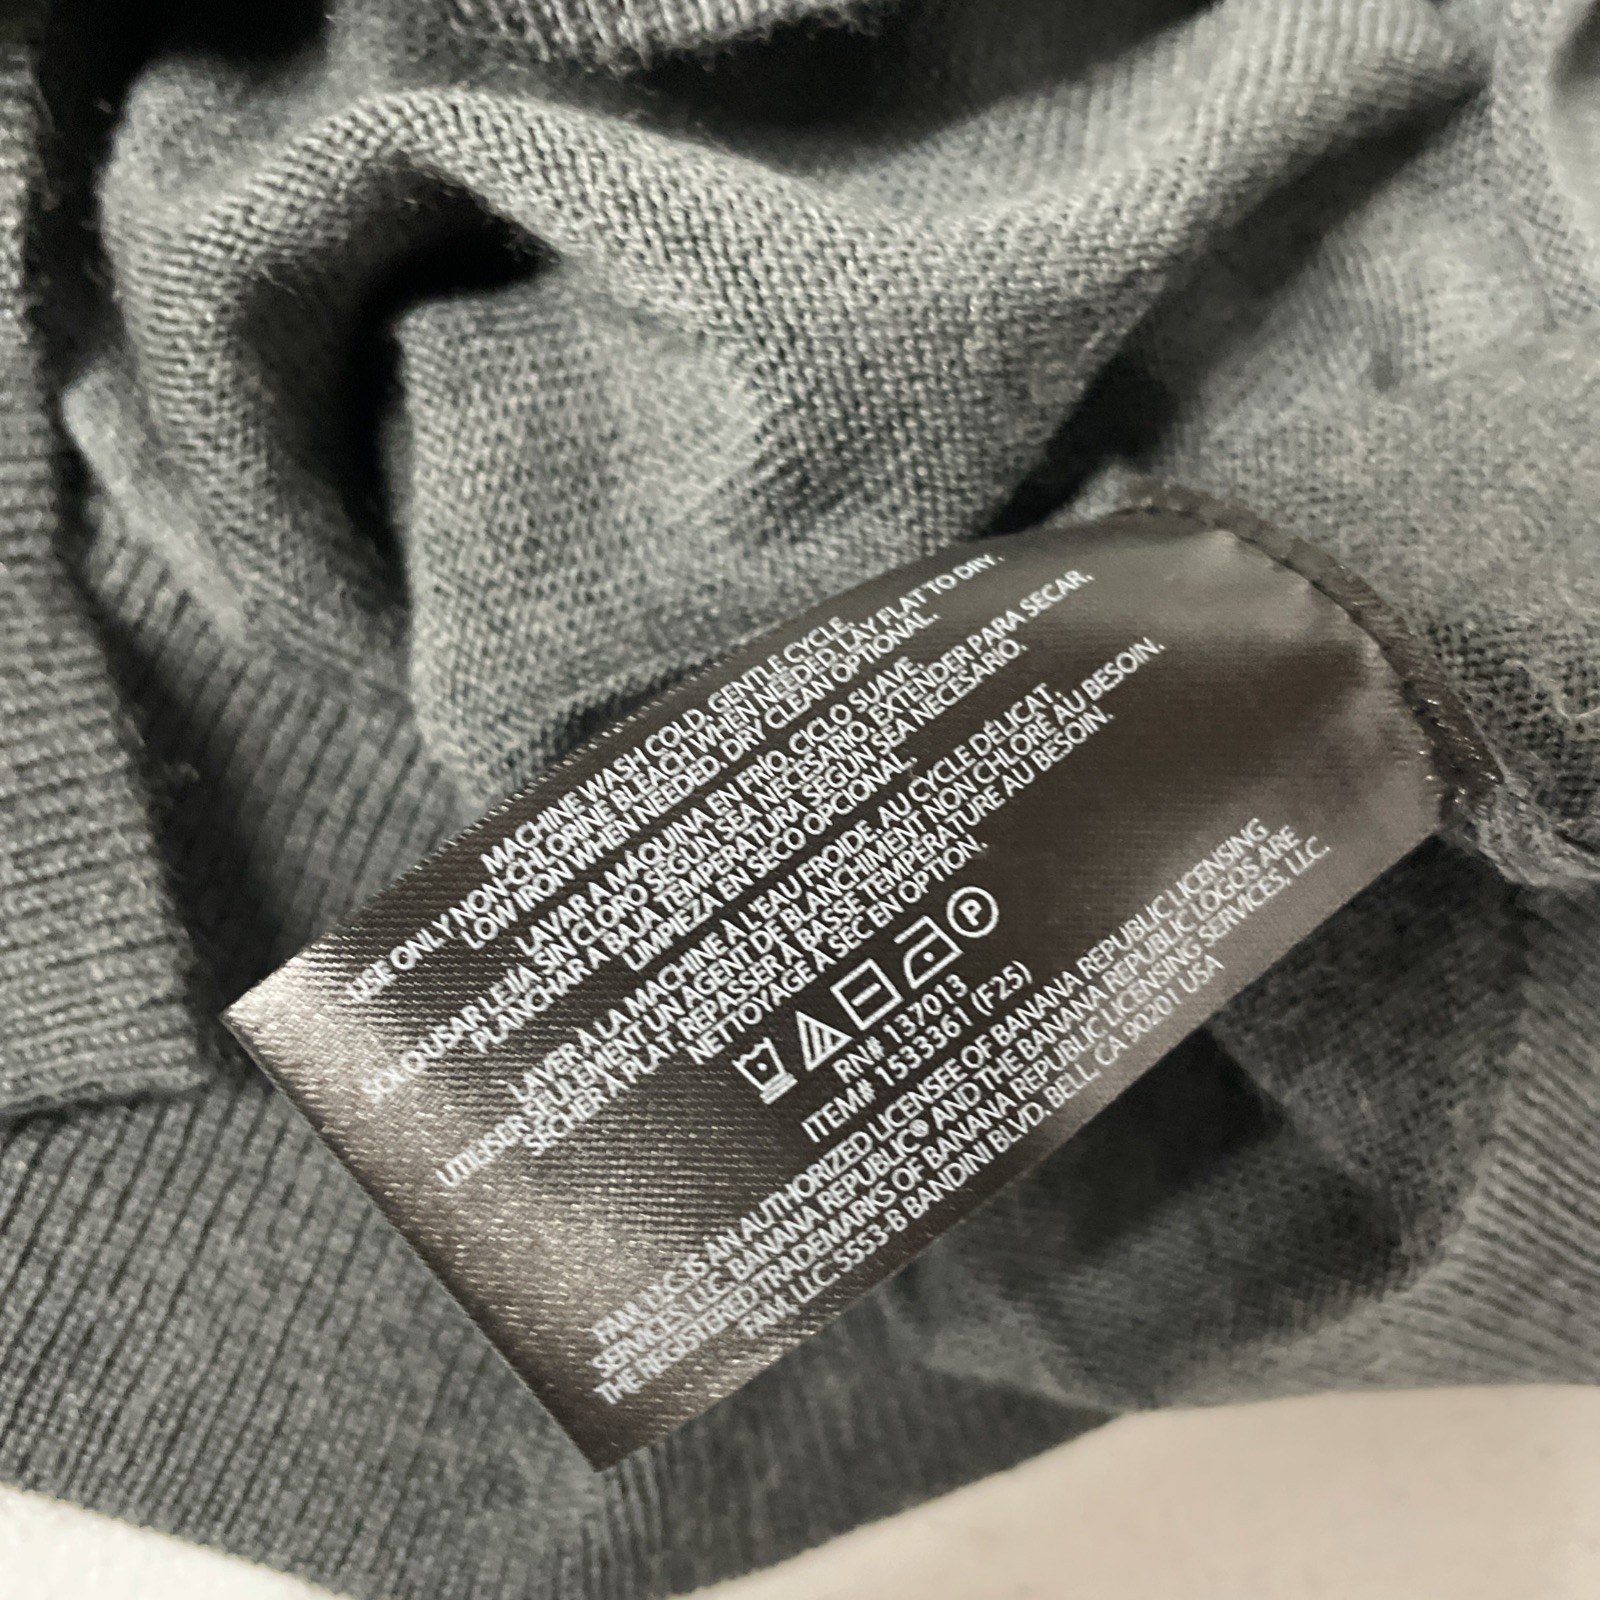 MACHINE WASH COLD, GENTLE CYCLE.
USE ONLY NON-CHLORINE BLEACH WHEN NEEDED. LAY FLAT TO DRY.
LOW IRON WHEN NEEDED. DRY CLEAN OPTIONAL.
LAVAR A MÁQUINA EN FRÍO, CICLO SUAVE.
SOLO USAR LEJÍA SIN CLORO SEGÚN SEA NECESARIO. EXTENDER PARA SECAR.
PLANCHAR A BAJA TEMPERATURA SEGÚN SEA NECESARIO.
LIMPIEZA EN SECO OPCIONAL.
LAVER À LA MACHINE À L'EAU FROIDE, AU CYCLE DÉLICAT.
UTILISER SEULEMENT UN AGENT DE BLANCHIMENT NON CHLORÉ AU BESOIN.
SÉCHER À PLAT. REPASSER À BASSE TEMPÉRATURE AU BESOIN.
NETTOYAGE À SEC EN OPTION.
P
RN# 137013
ITEM# 1533361 (F25)
FAM, LLC, IS AN AUTHORIZED LICENSEE OF BANANA REPUBLIC LICENSING
SERVICES, LLC. BANANA REPUBLIC® AND THE BANANA REPUBLIC LOGOS ARE
THE REGISTERED TRADEMARKS OF BANANA REPUBLIC LICENSING SERVICES, LLC.
FAM, LLC. 5553-B BANDINI BLVD. BELL, CA 90201 USA